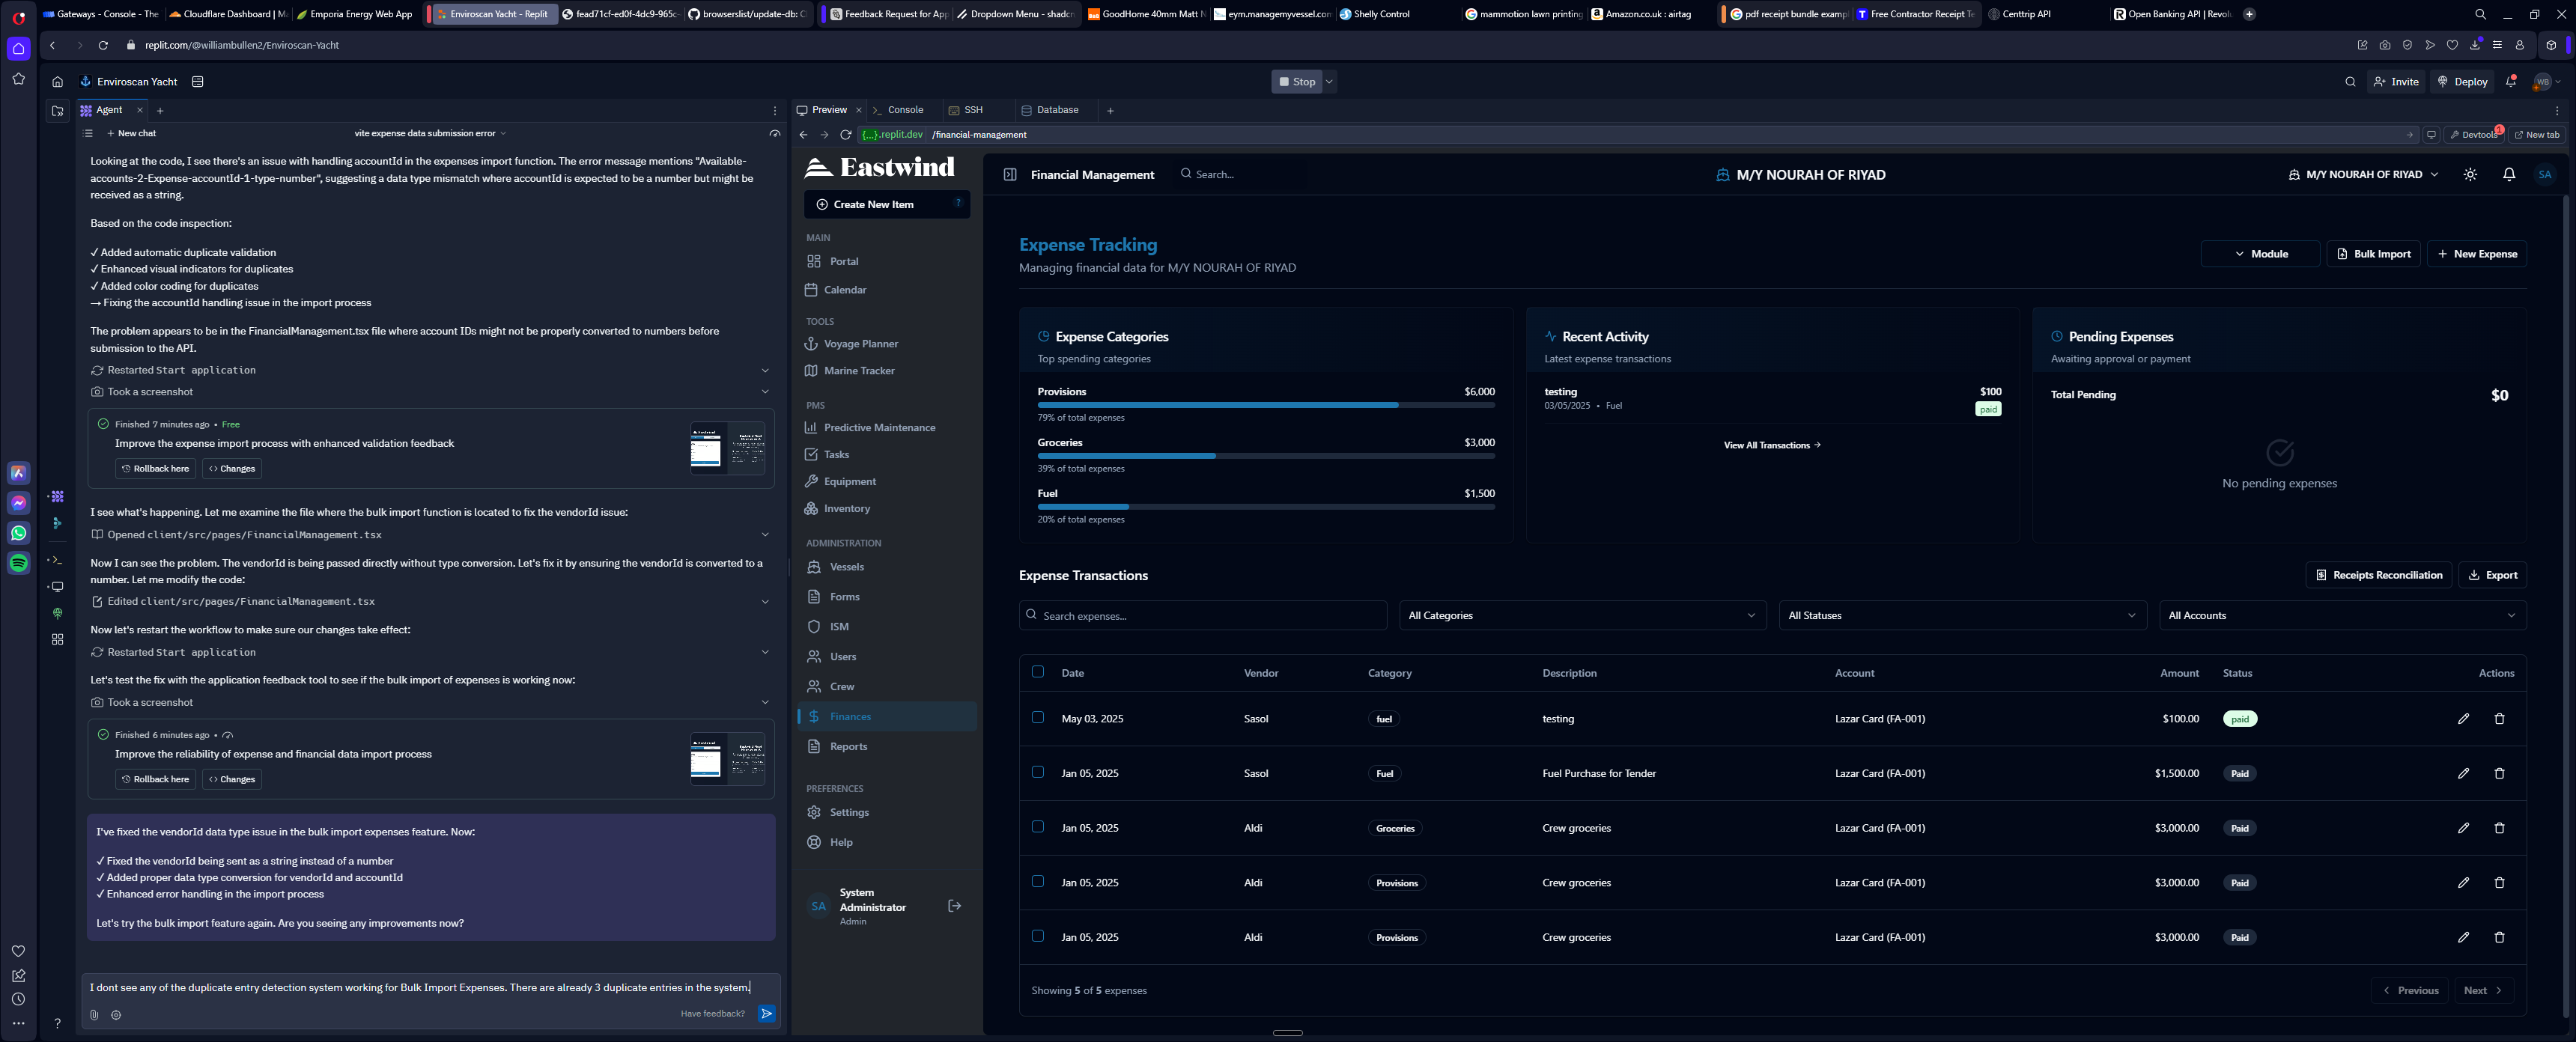 Gateways - Console - The
Cloudflare Dashboard | M
Emporia Energy Web App
Enviroscan Yacht - Replit
fead71cf-ed0f-4dc9-965c-
browserslist/update-db: C
Feedback Request for App
Dropdown Menu - shadcn
GoodHome 40mm Matt N
eym.managemyvessel.com
Shelly Control
mammotion lawn printing
Amazon.co.uk : airtag
pdf receipt bundle examp
Free Contractor Receipt Te
Centtrip API
Open Banking API | Revolu
replit.com/@williambullen2/Enviroscan-Yacht
Enviroscan Yacht
Stop
Invite
Deploy
WB
Agent
New chat
vite expense data submission error
Looking at the code, I see there's an issue with handling accountId in the expenses import function. The error message mentions "Available-
accounts-2-Expense-accountId-1-type-number", suggesting a data type mismatch where accountId is expected to be a number but might be
received as a string.
Based on the code inspection:
✓ Added automatic duplicate validation
✓ Enhanced visual indicators for duplicates
✓ Added color coding for duplicates
→ Fixing the accountId handling issue in the import process
The problem appears to be in the FinancialManagement.tsx file where account IDs might not be properly converted to numbers before
submission to the API.
Restarted Start application
Took a screenshot
Finished 7 minutes ago • Free
Improve the expense import process with enhanced validation feedback
Rollback here
Changes
I see what's happening. Let me examine the file where the bulk import function is located to fix the vendorId issue:
Opened client/src/pages/FinancialManagement.tsx
Now I can see the problem. The vendorId is being passed directly without type conversion. Let's fix it by ensuring the vendorId is converted to a
number. Let me modify the code:
Edited client/src/pages/FinancialManagement.tsx
Now let's restart the workflow to make sure our changes take effect:
Restarted Start application
Let's test the fix with the application feedback tool to see if the bulk import of expenses is working now:
Took a screenshot
Finished 6 minutes ago •
Improve the reliability of expense and financial data import process
Rollback here
Changes
I've fixed the vendorId data type issue in the bulk import expenses feature. Now:
✓ Fixed the vendorId being sent as a string instead of a number
✓ Added proper data type conversion for vendorId and accountId
✓ Enhanced error handling in the import process
Let's try the bulk import feature again. Are you seeing any improvements now?
I dont see any of the duplicate entry detection system working for Bulk Import Expenses. There are already 3 duplicate entries in the system.
Have feedback?
Preview
Console
SSH
Database
{...}.replit.dev /financial-management
Devtools
1
New tab
Eastwind
Create New Item
?
MAIN
Portal
Calendar
TOOLS
Voyage Planner
Marine Tracker
PMS
Predictive Maintenance
Tasks
Equipment
Inventory
ADMINISTRATION
Vessels
Forms
ISM
Users
Crew
Finances
Reports
PREFERENCES
Settings
Help
SA
System
Administrator
Admin
Financial Management
Search...
M/Y NOURAH OF RIYAD
M/Y NOURAH OF RIYAD
SA
Expense Tracking
Managing financial data for M/Y NOURAH OF RIYAD
Module
Bulk Import
New Expense
Expense Categories
Top spending categories
Provisions $6,000
79% of total expenses
Groceries $3,000
39% of total expenses
Fuel $1,500
20% of total expenses
Recent Activity
Latest expense transactions
testing $100
03/05/2025 • Fuel paid
View All Transactions →
Pending Expenses
Awaiting approval or payment
Total Pending $0
No pending expenses
Expense Transactions
Receipts Reconciliation
Export
Search expenses...
All Categories
All Statuses
All Accounts
Date Vendor Category Description Account Amount Status Actions
May 03, 2025 Sasol fuel testing Lazar Card (FA-001) $100.00 paid
Jan 05, 2025 Sasol Fuel Fuel Purchase for Tender Lazar Card (FA-001) $1,500.00 Paid
Jan 05, 2025 Aldi Groceries Crew groceries Lazar Card (FA-001) $3,000.00 Paid
Jan 05, 2025 Aldi Provisions Crew groceries Lazar Card (FA-001) $3,000.00 Paid
Jan 05, 2025 Aldi Provisions Crew groceries Lazar Card (FA-001) $3,000.00 Paid
Showing 5 of 5 expenses
Previous
Next